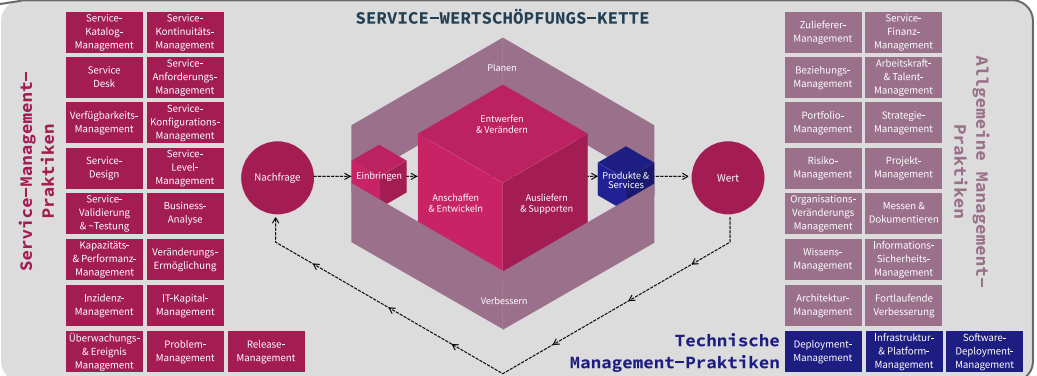 SERVICE-WERTSCHÖPFUNGS-KETTE
Service-Management-
Praktiken
Service-
Katalog-
Management
Service-
Kontinuitäts-
Management
Service
Desk
Service-
Anforderungs-
Management
Verfügbarkeits-
Management
Service-
Konfigurations-
Management
Service-
Design
Service-
Level-
Management
Service-
Validierung
& ~Testung
Business-
Analyse
Kapazitäts-
& Performanz-
Management
Veränderungs-
Ermöglichung
Inzidenz-
Management
IT-Kapital-
Management
Überwachungs-
& Ereignis
Management
Problem-
Management
Release-
Management
Planen
Entwerfen
& Verändern
Nachfrage
Einbringen
Anschaffen
& Entwickeln
Ausliefern
& Supporten
Produkte &
Services
Wert
Verbessern
Zulieferer-
Management
Service-
Finanz-
Management
Beziehungs-
Management
Arbeitskraft-
& Talent-
Management
Portfolio-
Management
Strategie-
Management
Risiko-
Management
Projekt-
Management
Organisations-
Veränderungs
Management
Messen &
Dokumentieren
Wissens-
Management
Informations-
Sicherheits-
Management
Architektur-
Management
Fortlaufende
Verbesserung
Allgemeine Management-
Praktiken
Technische
Management-Praktiken
Deployment-
Management
Infrastruktur-
& Platform-
Management
Software-
Deployment-
Management